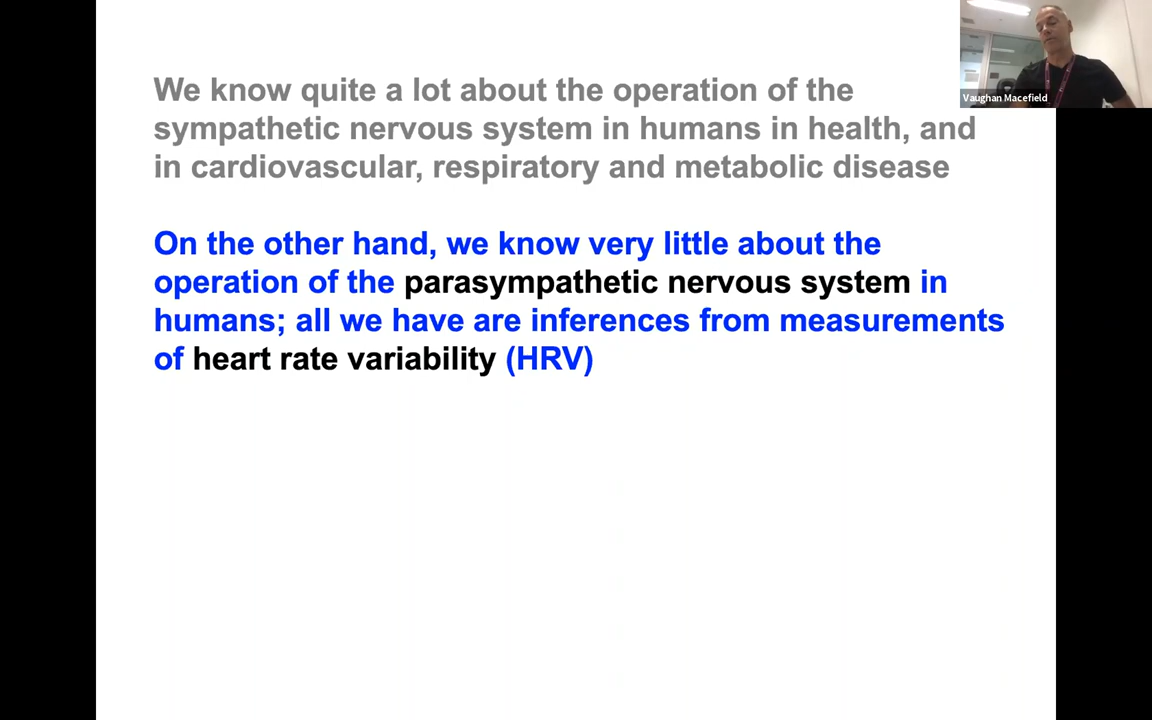 We know quite a lot about the operation of the
sympathetic nervous system in humans in health, and
in cardiovascular, respiratory and metabolic disease
On the other hand, we know very little about the
operation of the parasympathetic nervous system in
humans; all we have are inferences from measurements
of heart rate variability (HRV)
Vaughan Macefield